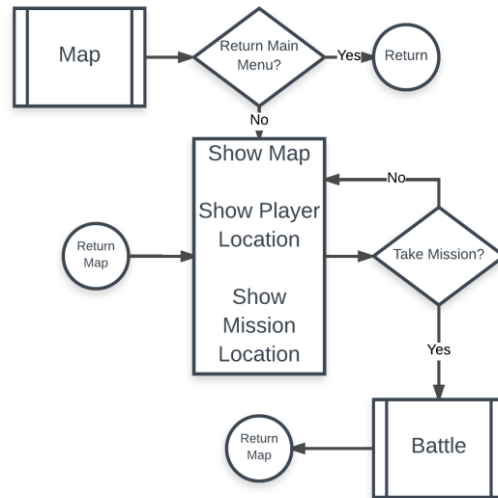 Map
Return Main
Menu?
Yes
Return
No
Show Map
Show Player
Location
Show
Mission
Location
No
Return
Map
Take Mission?
Yes
Battle
Return
Map